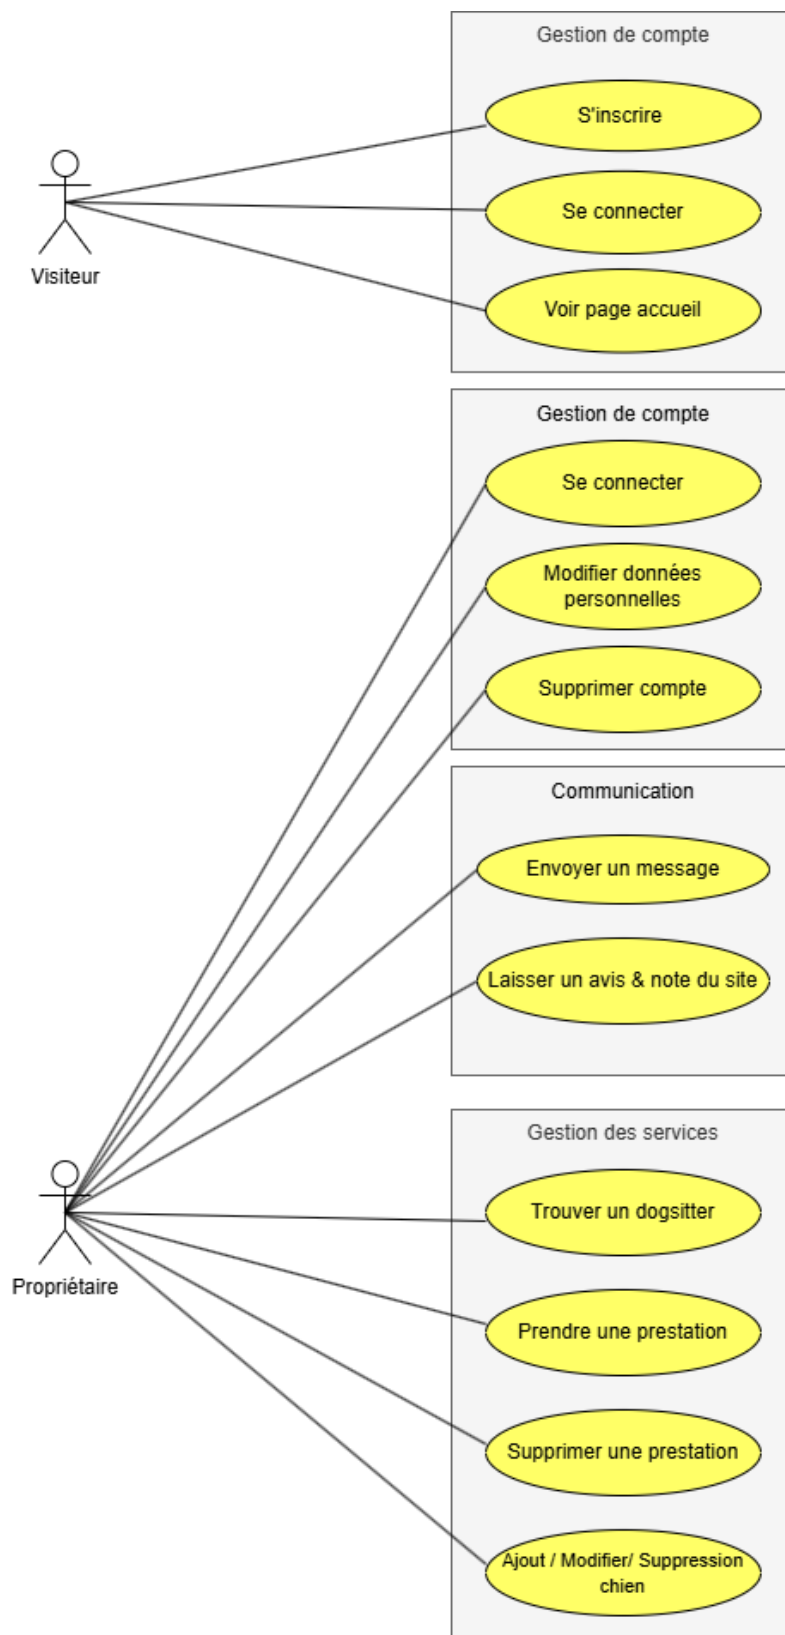 Gestion de compte
S'inscrire
Se connecter
Voir page accueil
Visiteur
Gestion de compte
Se connecter
Modifier données
personnelles
Supprimer compte
Communication
Envoyer un message
Laisser un avis & note du site
Gestion des services
Trouver un dogsitter
Propriétaire
Prendre une prestation
Supprimer une prestation
Ajout / Modifier/ Suppression
chien